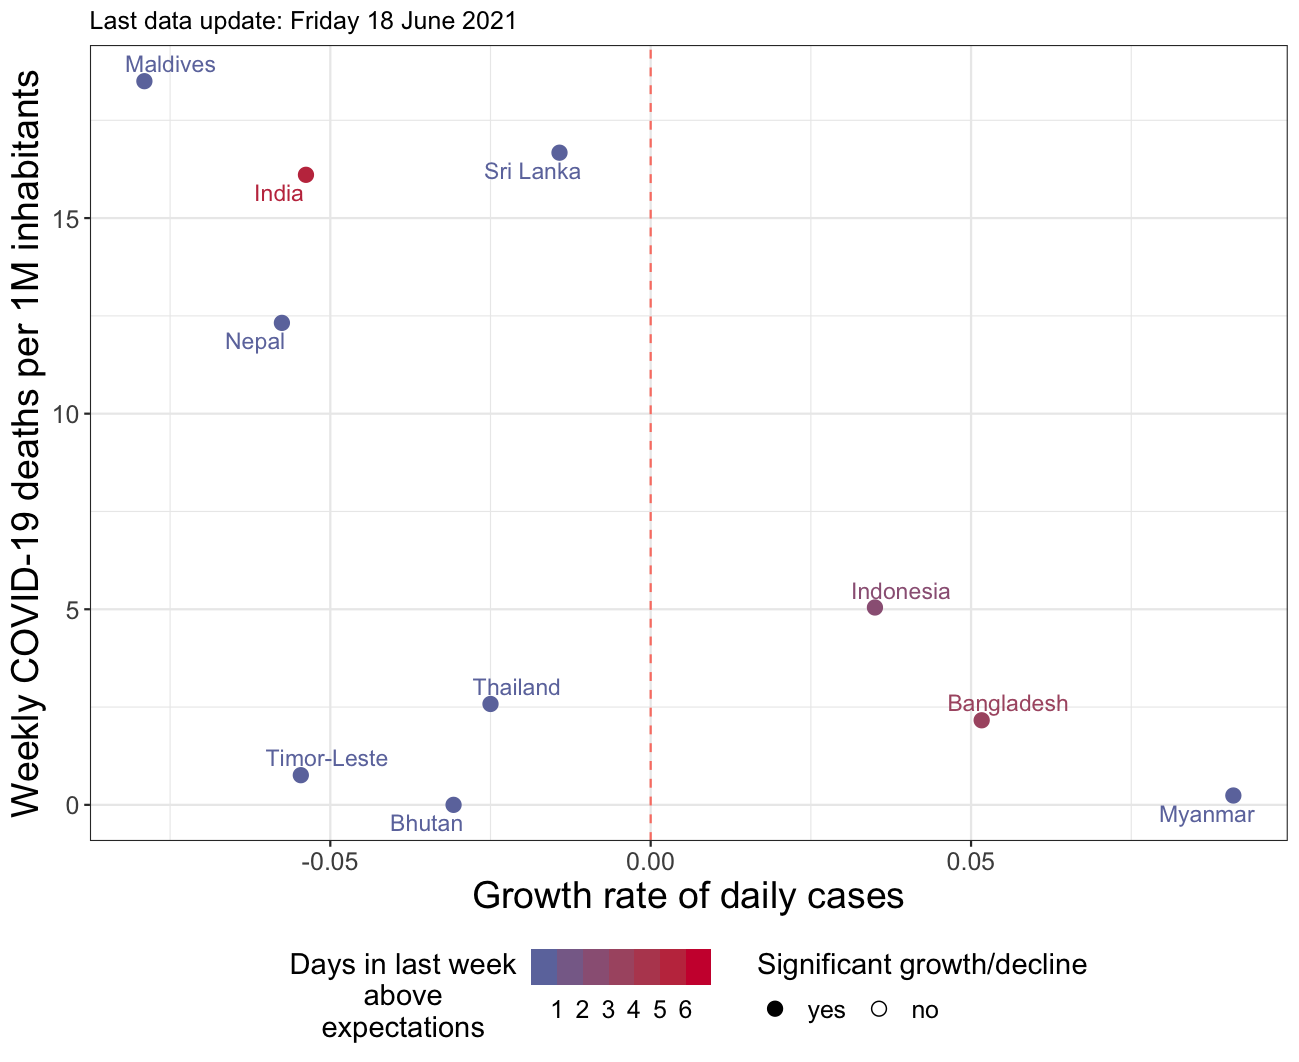 Last data update: Friday 18 June 2021
Weekly COVID-19 deaths per 1M inhabitants
Maldives
Sri Lanka
India
15
Nepal
10
Indonesia
5
Thailand
Bangladesh
Timor-Leste
0
Myanmar
Bhutan
-0.05 0.00 0.05
Growth rate of daily cases
Days in last week
above
expectations
1 2 3 4 5 6
Significant growth/decline
yes no